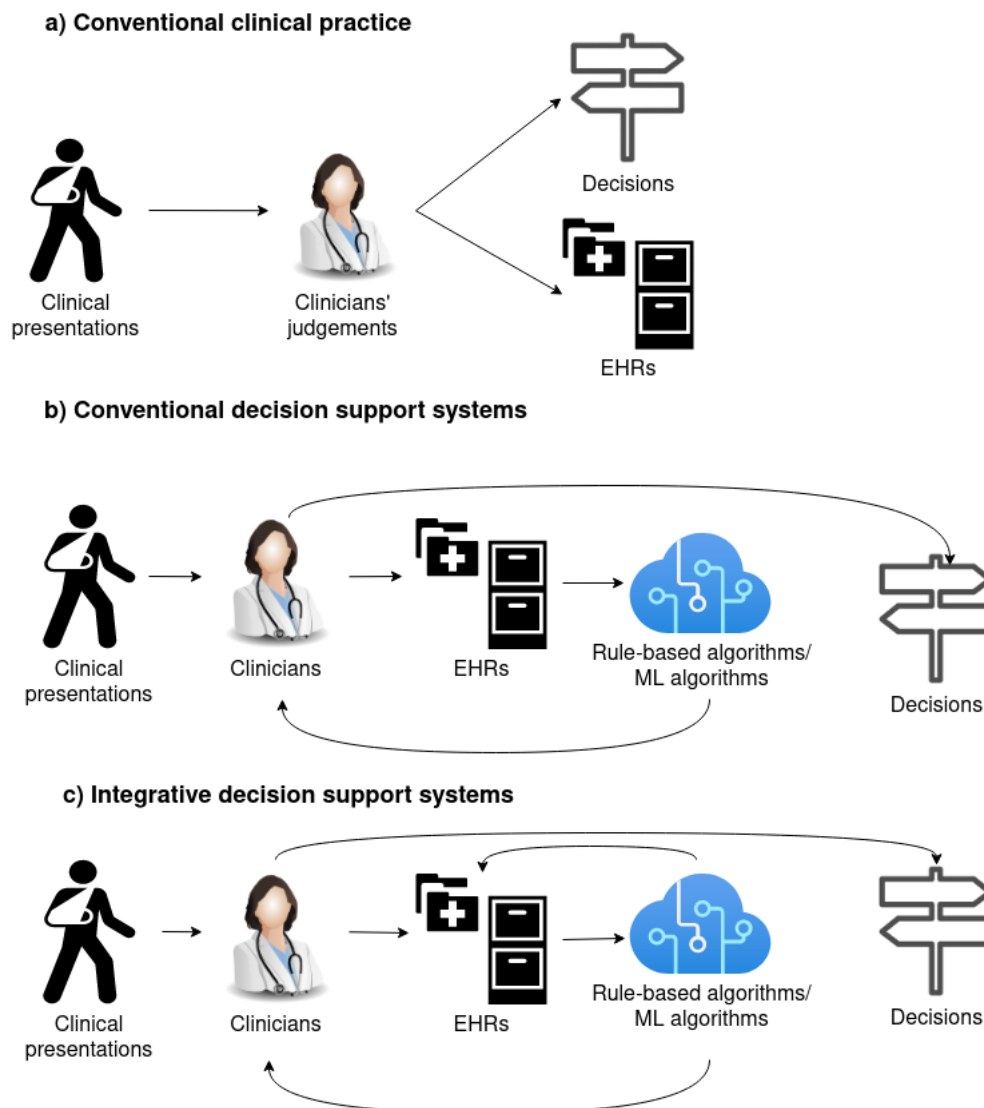 a) Conventional clinical practice
Decisions
Clinical
presentations
Clinicians'
judgements
EHRs
b) Conventional decision support systems
Clinical
presentations
Clinicians
EHRs
Rule-based algorithms/
ML algorithms
Decisions
c) Integrative decision support systems
Clinical
presentations
Clinicians
EHRs
Rule-based algorithms/
ML algorithms
Decisions